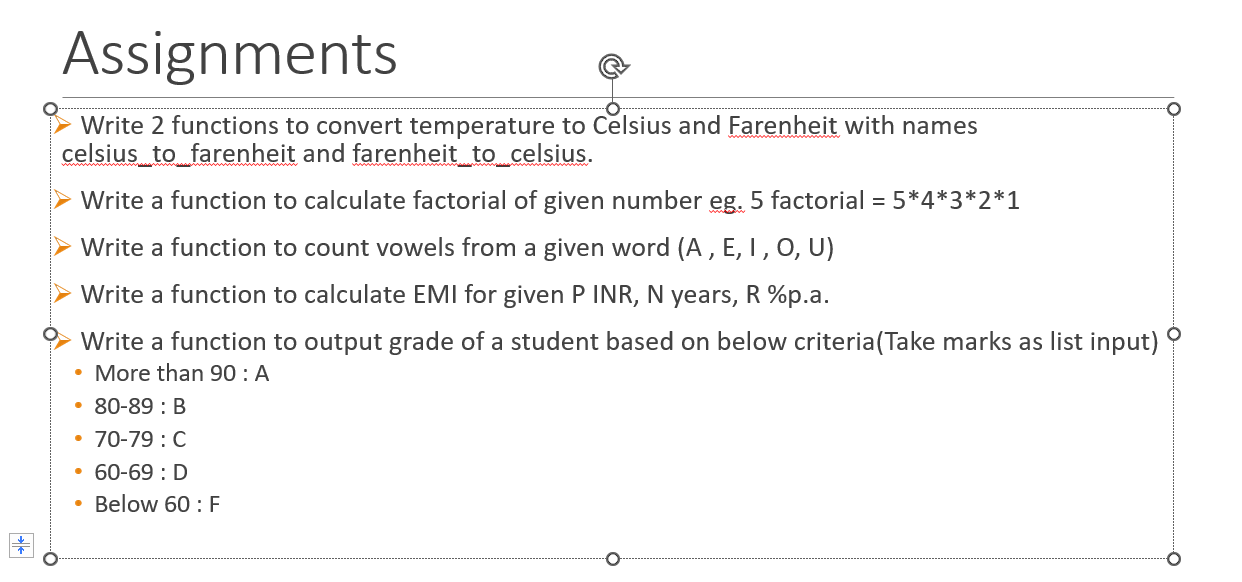 Assignments
Write 2 functions to convert temperature to Celsius and Farenheit with names
celsius_to_farenheit and farenheit_to_celsius.
Write a function to calculate factorial of given number eg. 5 factorial = 5*4*3*2*1
Write a function to count vowels from a given word (A , E, I , O, U)
Write a function to calculate EMI for given P INR, N years, R %p.a.
Write a function to output grade of a student based on below criteria(Take marks as list input)
• More than 90 : A
• 80-89 : B
• 70-79 : C
• 60-69 : D
• Below 60 : F